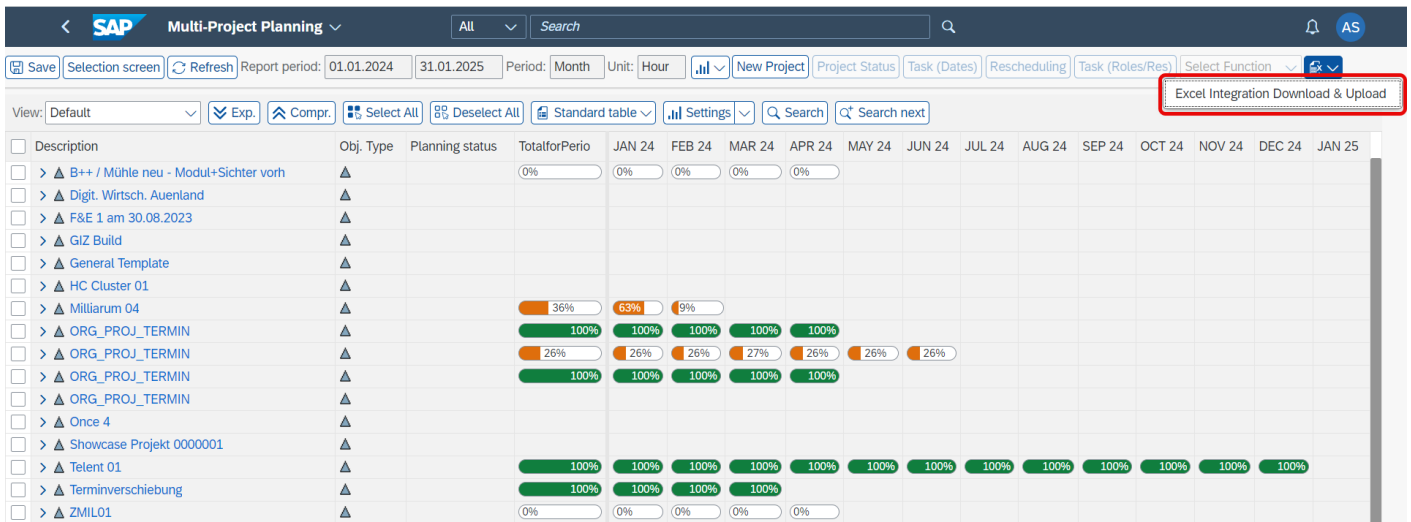 SAP Multi-Project Planning All Search AS
Save Selection screen Refresh Report period: 01.01.2024 31.01.2025 Period: Month Unit: Hour New Project Project Status Task (Dates) Rescheduling Task (Roles/Res) Select Function
Excel Integration Download & Upload
View: Default Exp. Compr. Select All Deselect All Standard table Settings Search Search next
Description Obj. Type Planning status TotalforPerio JAN 24 FEB 24 MAR 24 APR 24 MAY 24 JUN 24 JUL 24 AUG 24 SEP 24 OCT 24 NOV 24 DEC 24 JAN 25
B++ / Mühle neu - Modul+Sichter vorh 0% 0% 0% 0% 0%
Digit. Wirtsch. Auenland
F&E 1 am 30.08.2023
GIZ Build
General Template
HC Cluster 01
Milliarum 04 36% 63% 9%
ORG_PROJ_TERMIN 100% 100% 100% 100% 100%
ORG_PROJ_TERMIN 26% 26% 26% 27% 26% 26% 26%
ORG_PROJ_TERMIN 100% 100% 100% 100% 100%
ORG_PROJ_TERMIN
Once 4
Showcase Projekt 0000001
Telent 01 100% 100% 100% 100% 100% 100% 100% 100% 100% 100% 100% 100% 100%
Terminverschiebung 100% 100% 100% 100%
ZMIL01 0% 0% 0% 0% 0%